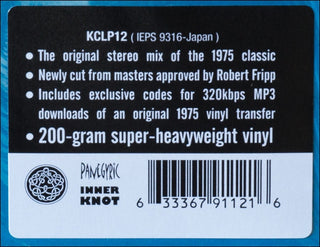 KCLP12 ( IEPS 9316-Japan )
• The original stereo mix of the 1975 classic
• Newly cut from masters approved by Robert Fripp
• Includes exclusive codes for 320kbps MP3
downloads of an original 1975 vinyl transfer
• 200-gram super-heavyweight vinyl
PANEGYRIC
INNER
KNOT
6 33367 91121 6